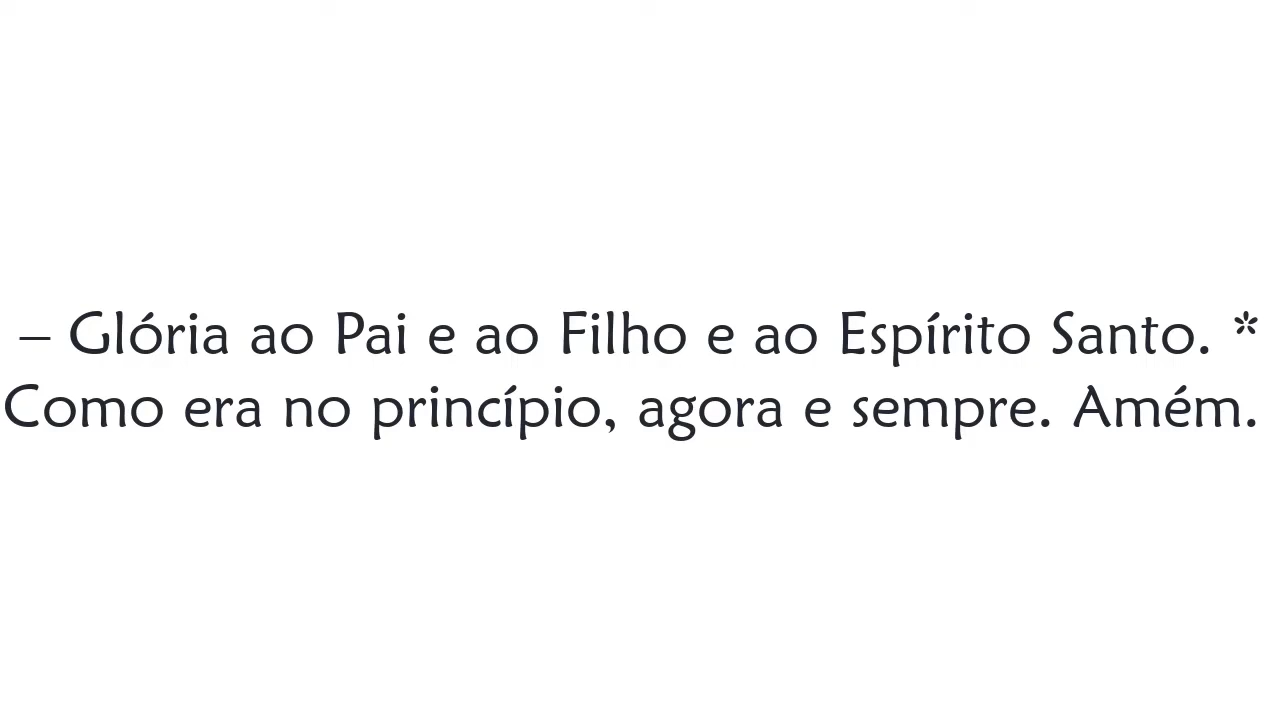 – Glória ao Pai e ao Filho e ao Espírito Santo. *
Como era no princípio, agora e sempre. Amém.